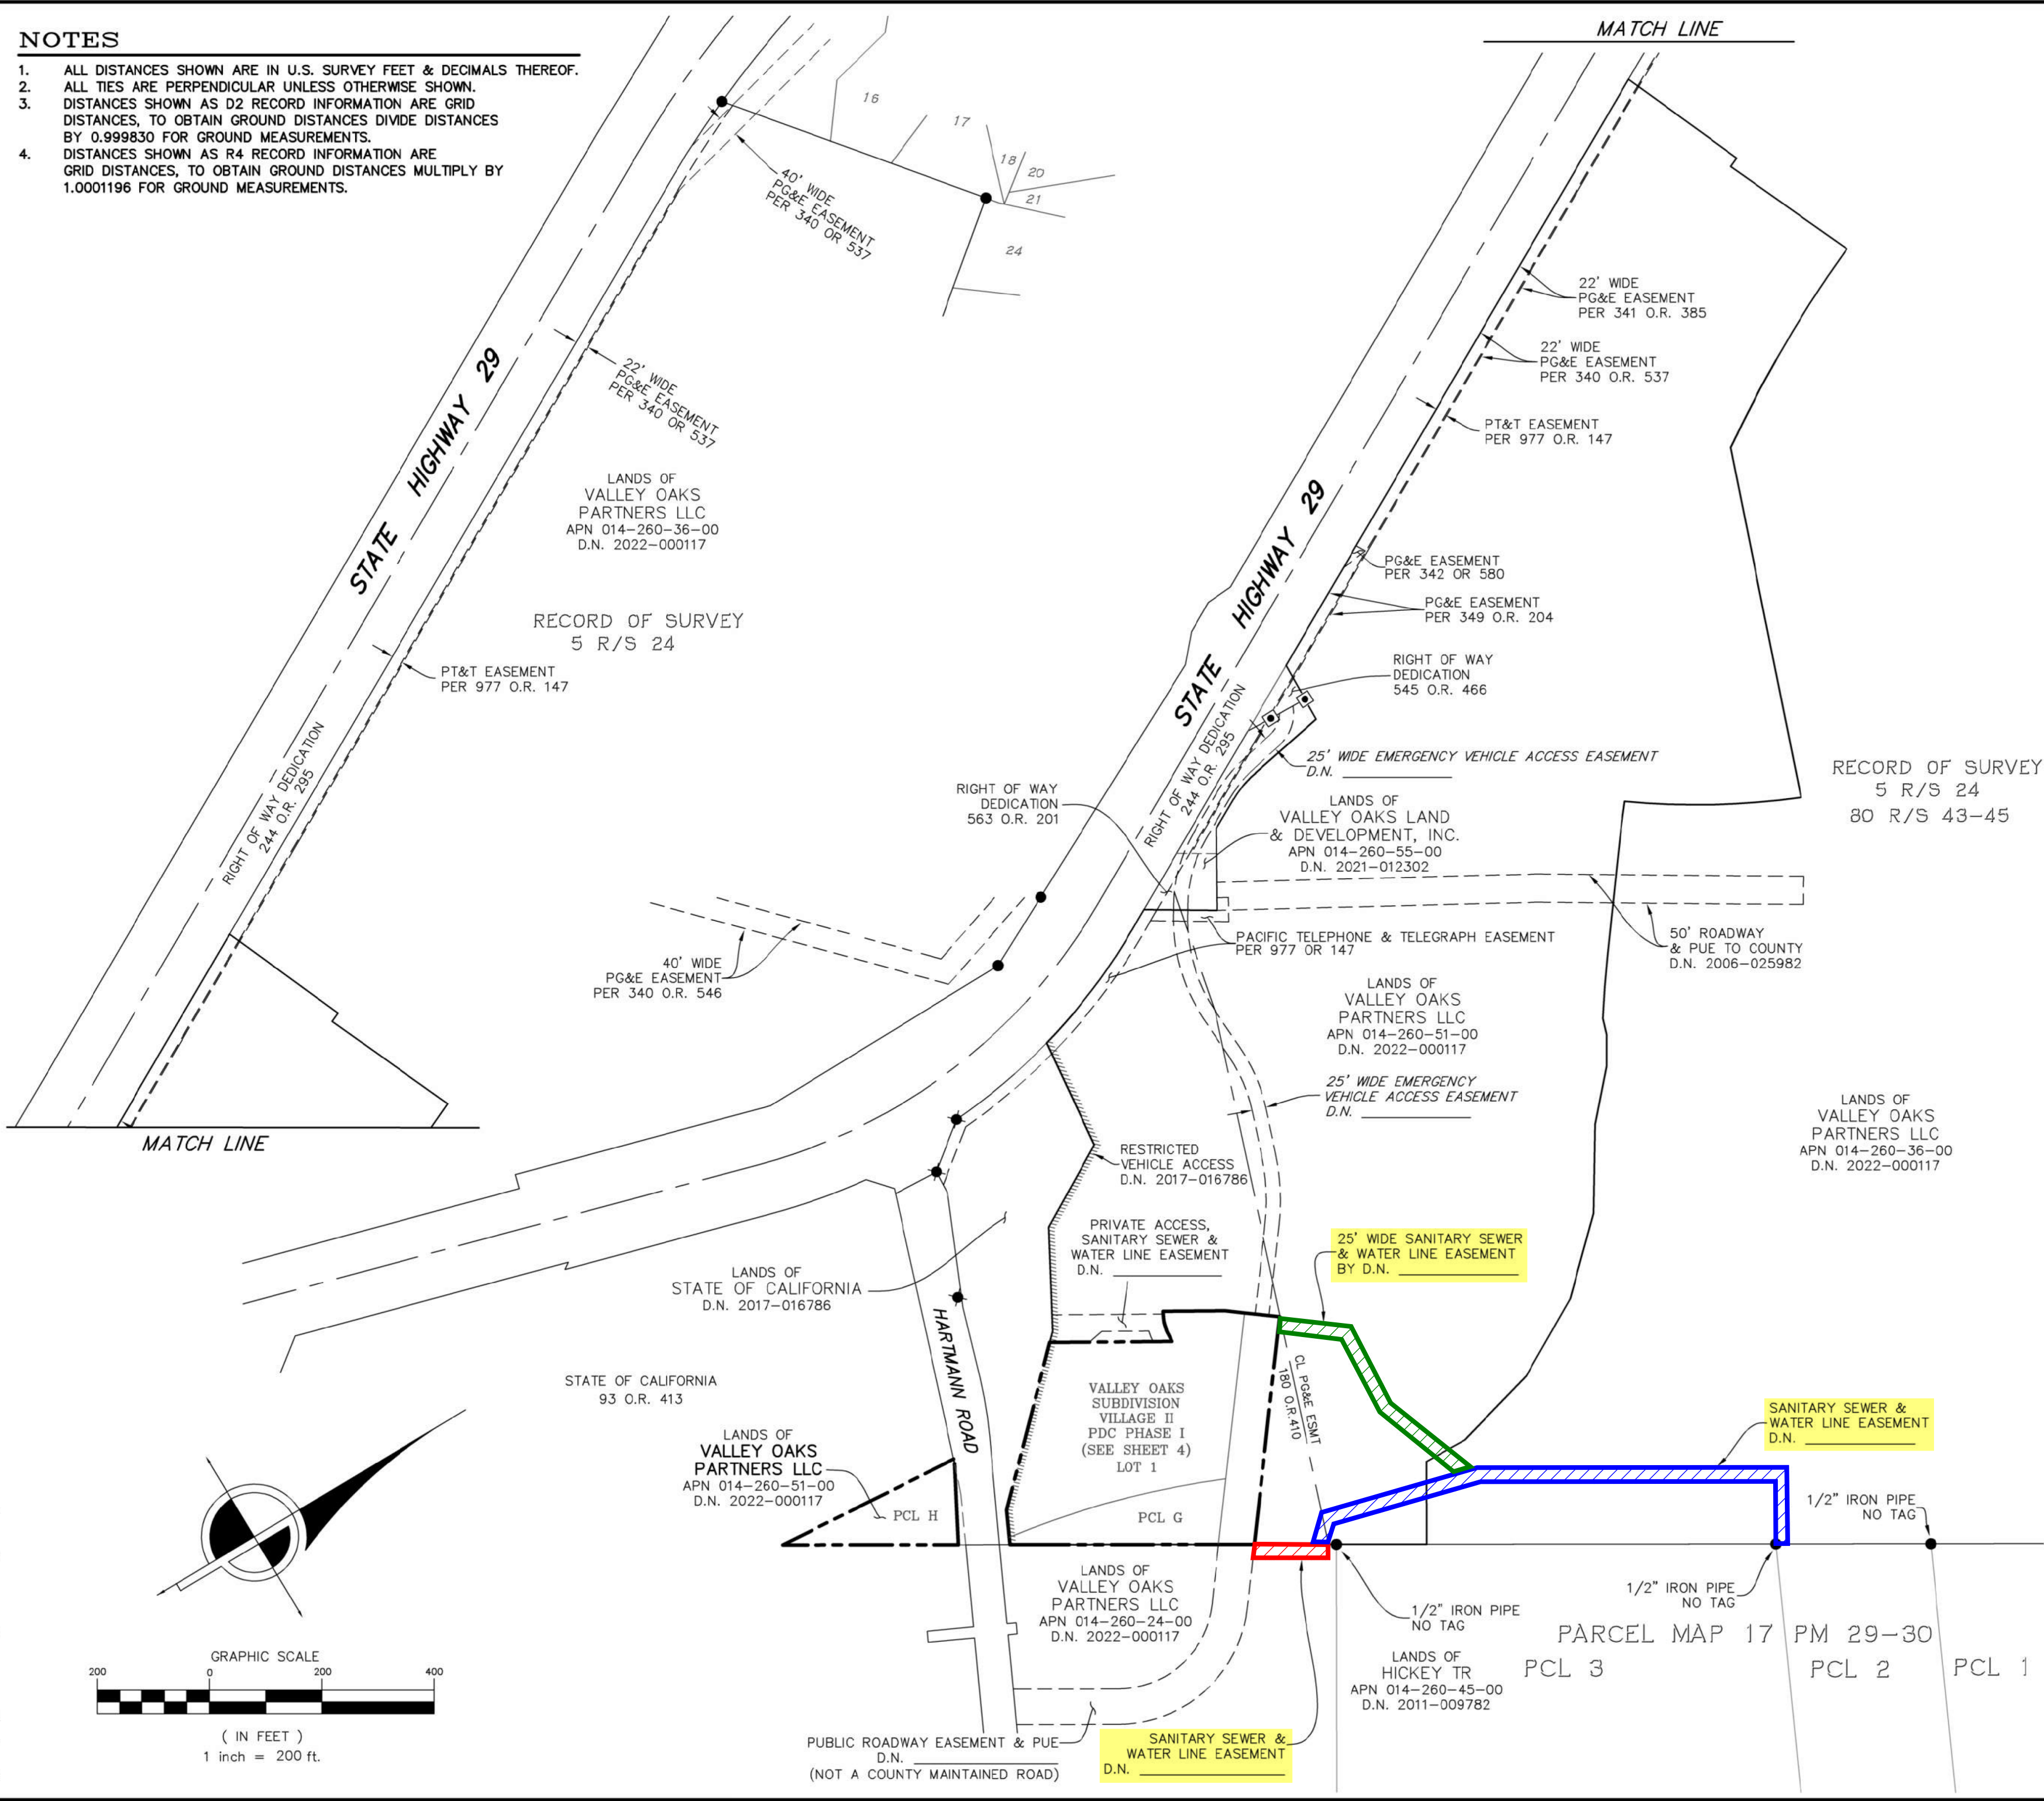 NOTES
1. ALL DISTANCES SHOWN ARE IN U.S. SURVEY FEET & DECIMALS THEREOF.
2. ALL TIES ARE PERPENDICULAR UNLESS OTHERWISE SHOWN.
3. DISTANCES SHOWN AS D2 RECORD INFORMATION ARE GRID
DISTANCES, TO OBTAIN GROUND DISTANCES DIVIDE DISTANCES
BY 0.999830 FOR GROUND MEASUREMENTS.
4. DISTANCES SHOWN AS R4 RECORD INFORMATION ARE
GRID DISTANCES, TO OBTAIN GROUND DISTANCES MULTIPLY BY
1.0001196 FOR GROUND MEASUREMENTS.
16
17
18
20
21
24
40' WIDE
PG&E EASEMENT
PER 340 OR 537
22' WIDE
PG&E EASEMENT
PER 340 OR 537
STATE HIGHWAY 29
LANDS OF
VALLEY OAKS
PARTNERS LLC
APN 014-260-36-00
D.N. 2022-000117
RECORD OF SURVEY
5 R/S 24
PT&T EASEMENT
PER 977 O.R. 147
RIGHT OF WAY DEDICATION
244 O.R. 295
MATCH LINE
MATCH LINE
22' WIDE
PG&E EASEMENT
PER 341 O.R. 385
22' WIDE
PG&E EASEMENT
PER 340 O.R. 537
PT&T EASEMENT
PER 977 O.R. 147
STATE HIGHWAY 29
PG&E EASEMENT
PER 342 OR 580
PG&E EASEMENT
PER 349 O.R. 204
RIGHT OF WAY
DEDICATION
545 O.R. 466
RIGHT OF WAY DEDICATION
244 O.R. 295
25' WIDE EMERGENCY VEHICLE ACCESS EASEMENT
D.N.
RIGHT OF WAY
DEDICATION
563 O.R. 201
LANDS OF
VALLEY OAKS LAND
& DEVELOPMENT, INC.
APN 014-260-55-00
D.N. 2021-012302
RECORD OF SURVEY
5 R/S 24
80 R/S 43-45
40' WIDE
PG&E EASEMENT
PER 340 O.R. 546
PACIFIC TELEPHONE & TELEGRAPH EASEMENT
PER 977 OR 147
50' ROADWAY
& PUE TO COUNTY
D.N. 2006-025982
LANDS OF
VALLEY OAKS
PARTNERS LLC
APN 014-260-51-00
D.N. 2022-000117
25' WIDE EMERGENCY
VEHICLE ACCESS EASEMENT
D.N.
LANDS OF
VALLEY OAKS
PARTNERS LLC
APN 014-260-36-00
D.N. 2022-000117
RESTRICTED
VEHICLE ACCESS
D.N. 2017-016786
PRIVATE ACCESS,
SANITARY SEWER &
WATER LINE EASEMENT
D.N.
25' WIDE SANITARY SEWER
& WATER LINE EASEMENT
BY D.N.
LANDS OF
STATE OF CALIFORNIA
D.N. 2017-016786
HARTMANN ROAD
STATE OF CALIFORNIA
93 O.R. 413
CL PG&E ESMT
180 O.R.410
VALLEY OAKS
SUBDIVISION
VILLAGE II
PDC PHASE I
(SEE SHEET 4)
LOT 1
SANITARY SEWER &
WATER LINE EASEMENT
D.N.
LANDS OF
VALLEY OAKS
PARTNERS LLC
APN 014-260-51-00
D.N. 2022-000117
PCL H
PCL G
1/2" IRON PIPE
NO TAG
LANDS OF
VALLEY OAKS
PARTNERS LLC
APN 014-260-24-00
D.N. 2022-000117
1/2" IRON PIPE
NO TAG
1/2" IRON PIPE
NO TAG
PARCEL MAP 17 PM 29-30
PCL 3
PCL 2
PCL 1
LANDS OF
HICKEY TR
APN 014-260-45-00
D.N. 2011-009782
GRAPHIC SCALE
200 0 200 400
( IN FEET )
1 inch = 200 ft.
PUBLIC ROADWAY EASEMENT & PUE
D.N.
(NOT A COUNTY MAINTAINED ROAD)
SANITARY SEWER &
WATER LINE EASEMENT
D.N.